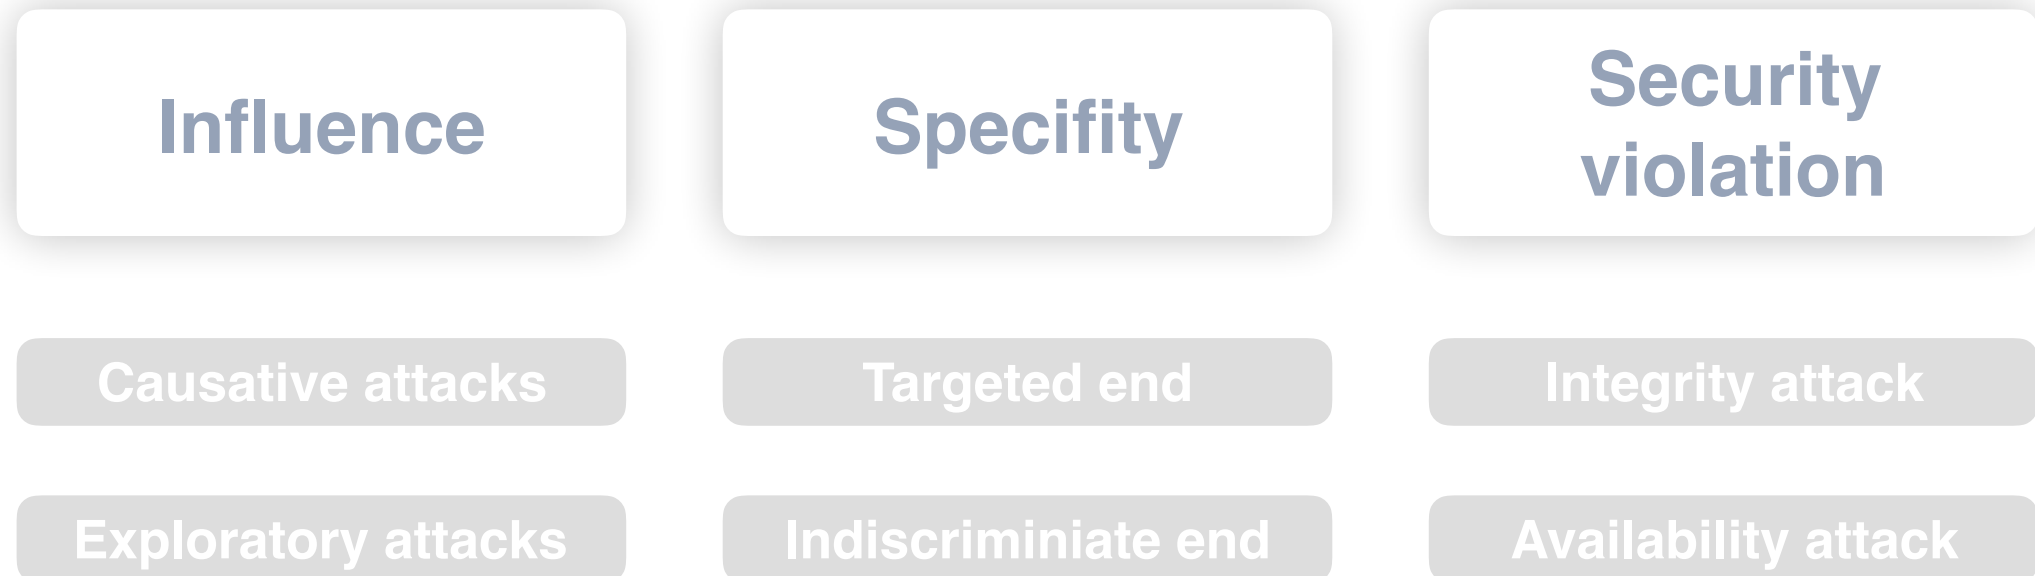 Influence
Specifity
Security
violation
Causative attacks
Targeted end
Integrity attack
Exploratory attacks
Indiscriminiate end
Availability attack